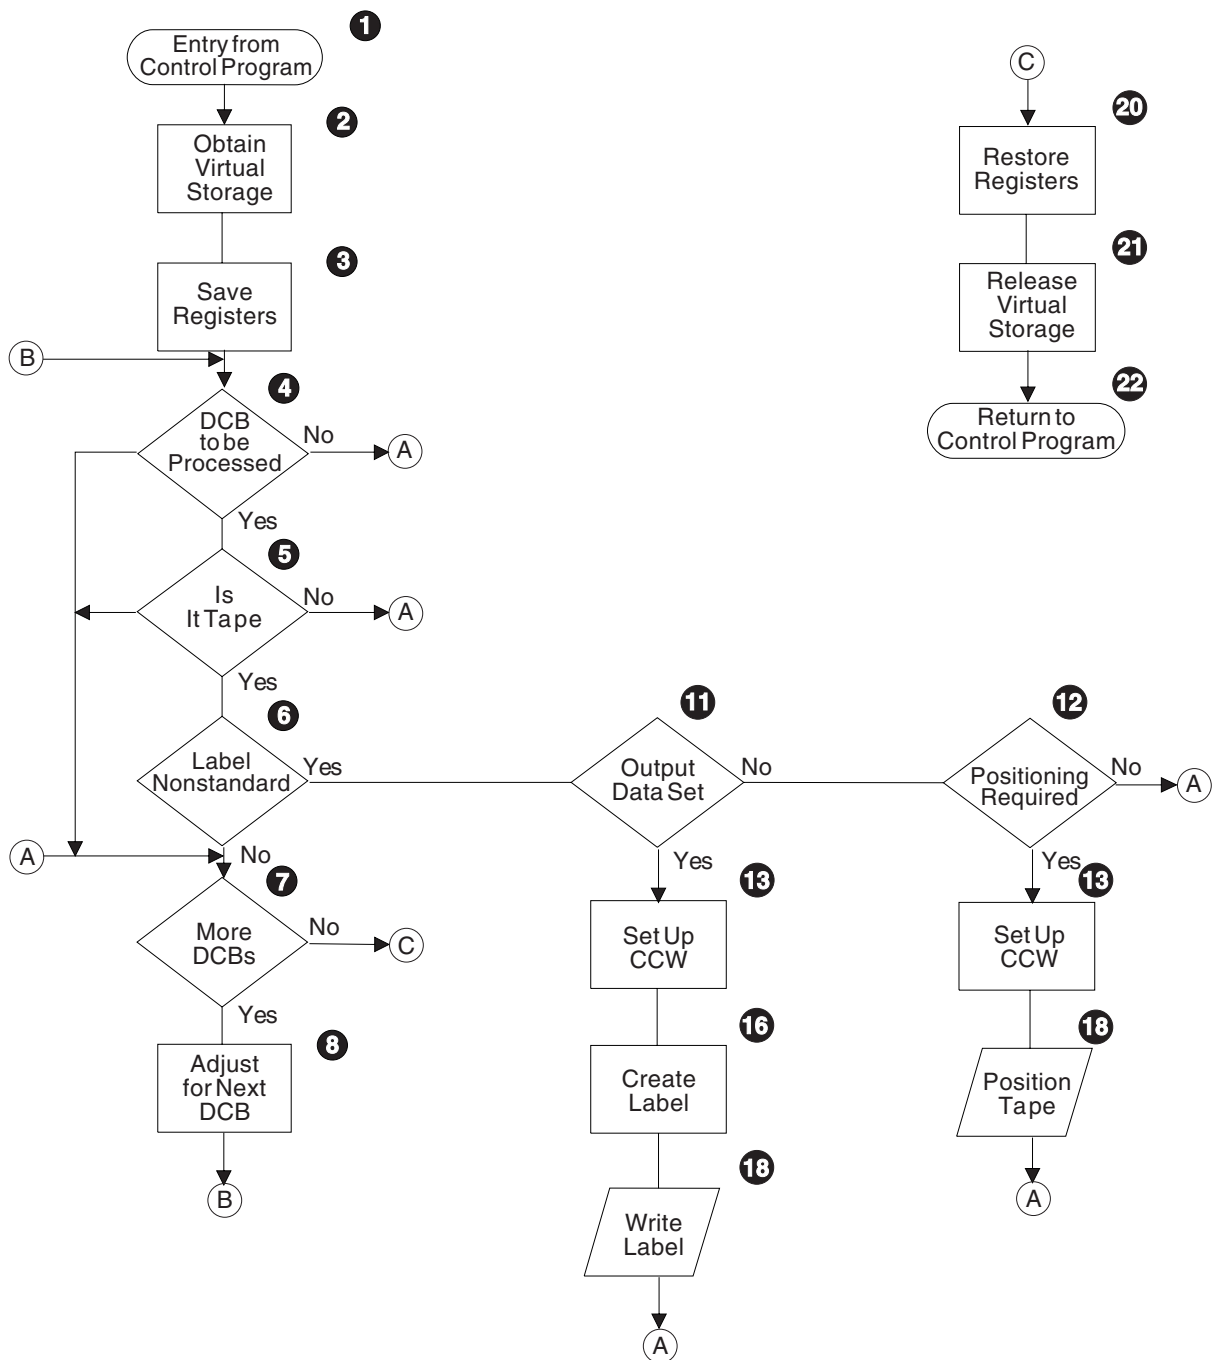 1
Entry from
Control Program
2
Obtain
Virtual
Storage
3
Save
Registers
B
4
DCB
to be
Processed
No
A
Yes
5
Is
It Tape
No
A
Yes
6
Label
Nonstandard
Yes
A
No
7
More
DCBs
No
C
Yes
8
Adjust
for Next
DCB
B
11
Output
Data Set
No
Yes
13
Set Up
CCW
16
Create
Label
18
Write
Label
A
12
Positioning
Required
No
A
Yes
13
Set Up
CCW
18
Position
Tape
A
C
20
Restore
Registers
21
Release
Virtual
Storage
22
Return to
Control Program